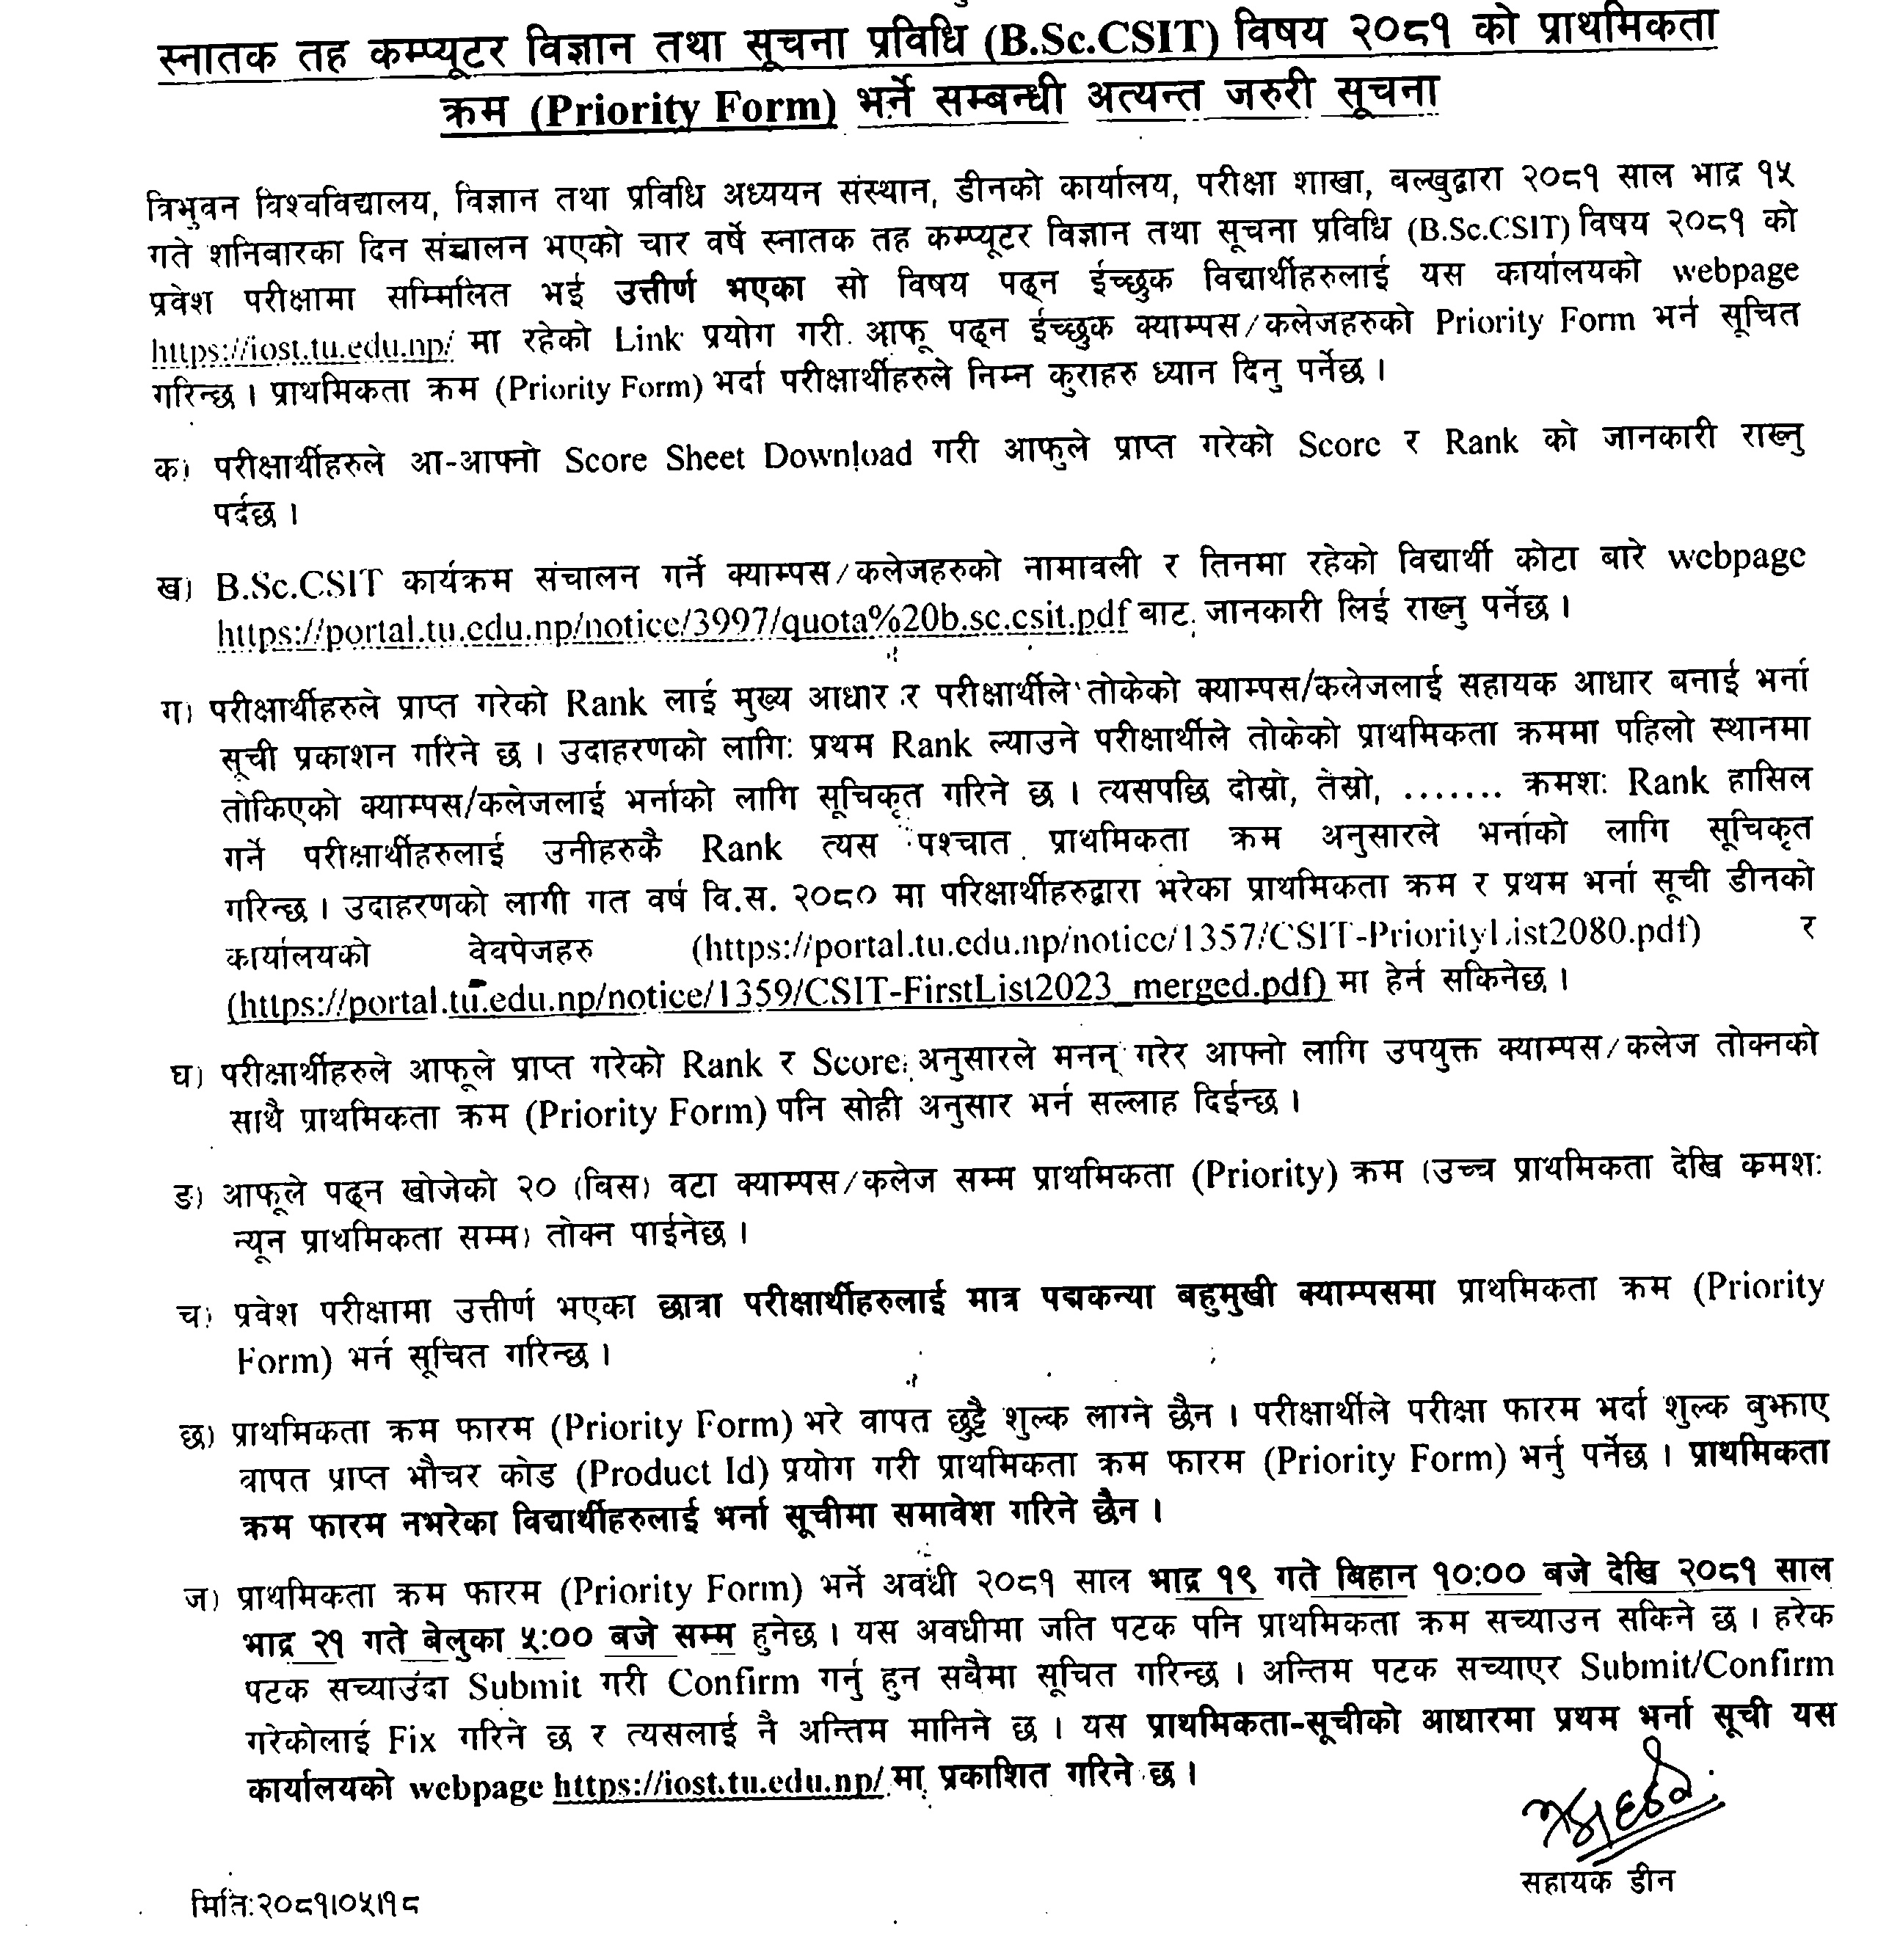 स्नातक तह कम्प्यूटर विज्ञान तथा सूचना प्रविधि (B.Sc.CSIT) विषय २०८१ को प्राथमिकता
क्रम (Priority Form) भर्ने सम्बन्धी अत्यन्त जरुरी सूचना
त्रिभुवन विश्वविद्यालय, विज्ञान तथा प्रविधि अध्ययन संस्थान, डीनको कार्यालय, परीक्षा शाखा, बल्खुद्वारा २०८१ साल भाद्र १५
गते शनिबारका दिन संचालन भएको चार वर्षे स्नातक तह कम्प्यूटर विज्ञान तथा सूचना प्रविधि (B.Sc.CSIT) विषय २०८१ को
प्रवेश परीक्षामा सम्मिलित भई उत्तीर्ण भएका सो विषय पढ्न ईच्छुक विद्यार्थीहरुलाई यस कार्यालयको webpage
https://iost.tu.edu.np/ मा रहेको Link प्रयोग गरी आफू पढ्न ईच्छुक क्याम्पस/कलेजहरुको Priority Form भर्न सूचित
गरिन्छ । प्राथमिकता क्रम (Priority Form) भर्दा परीक्षार्थीहरुले निम्न कुराहरु ध्यान दिनु पर्नेछ ।
क) परीक्षार्थीहरुले आ-आफ्नो Score Sheet Download गरी आफुले प्राप्त गरेको Score र Rank को जानकारी राख्नु
पर्दछ ।
ख) B.Sc.CSIT कार्यक्रम संचालन गर्ने क्याम्पस/कलेजहरुको नामावली र तिनमा रहेको विद्यार्थी कोटा बारे webpage
https://portal.tu.edu.np/notice/3997/quota%20b.sc.csit.pdf बाट जानकारी लिई राख्नु पर्नेछ ।
ग) परीक्षार्थीहरुले प्राप्त गरेको Rank लाई मुख्य आधार र परीक्षार्थीले तोकेको क्याम्पस/कलेजलाई सहायक आधार बनाई भर्ना
सूची प्रकाशन गरिने छ । उदाहरणको लागि: प्रथम Rank ल्याउने परीक्षार्थीले तोकेको प्राथमिकता क्रममा पहिलो स्थानमा
तोकिएको क्याम्पस/कलेजलाई भर्नाको लागि सूचिकृत गरिने छ । त्यसपछि दोस्रो, तेस्रो, ....... क्रमश: Rank हासिल
गर्ने परीक्षार्थीहरुलाई उनीहरुकै Rank त्यस पश्चात प्राथमिकता क्रम अनुसारले भर्नाको लागि सूचिकृत
गरिन्छ । उदाहरणको लागी गत वर्ष वि.स. २०८० मा परिक्षार्थीहरुद्वारा भरेका प्राथमिकता क्रम र प्रथम भर्ना सूची डीनको
कार्यालयको वेवपेजहरु (https://portal.tu.edu.np/notice/1357/CSIT-PriorityList2080.pdf) र
(https://portal.tu.edu.np/notice/1359/CSIT-FirstList2023_merged.pdf) मा हेर्न सकिनेछ ।
घ) परीक्षार्थीहरुले आफूले प्राप्त गरेको Rank र Score अनुसारले मनन् गरेर आफ्नो लागि उपयुक्त क्याम्पस/कलेज तोक्नको
साथै प्राथमिकता क्रम (Priority Form) पनि सोही अनुसार भर्न सल्लाह दिईन्छ ।
ङ) आफूले पढ्न खोजेको २० (बिस) वटा क्याम्पस/कलेज सम्म प्राथमिकता (Priority) क्रम (उच्च प्राथमिकता देखि कमश:
न्यून प्राथमिकता सम्म) तोक्न पाईनेछ ।
च) प्रवेश परीक्षामा उत्तीर्ण भएका छात्रा परीक्षार्थीहरुलाई मात्र पद्मकन्या बहुमुखी क्याम्पसमा प्राथमिकता क्रम (Priority
Form) भर्न सूचित गरिन्छ ।
छ) प्राथमिकता क्रम फारम (Priority Form) भरे वापत छुट्टै शुल्क लाग्ने छैन । परीक्षार्थीले परीक्षा फारम भर्दा शुल्क बुझाए
वापत प्राप्त भौचर कोड (Product Id) प्रयोग गरी प्राथमिकता क्रम फारम (Priority Form) भर्नु पर्नेछ । प्राथमिकता
क्रम फारम नभरेका विद्यार्थीहरुलाई भर्ना सूचीमा समावेश गरिने छैन ।
ज) प्राथमिकता क्रम फारम (Priority Form) भर्ने अवधी २०८१ साल भाद्र १९ गते बिहान १०:०० बजे देखि २०८१ साल
भाद्र २१ गते बेलुका ५:०० बजे सम्म हुनेछ । यस अवधीमा जति पटक पनि प्राथमिकता क्रम सच्याउन सकिने छ । हरेक
पटक सच्याउंदा Submit गरी Confirm गर्नु हुन सबैमा सूचित गरिन्छ । अन्तिम पटक सच्याएर Submit/Confirm
गरेकोलाई Fix गरिने छ र त्यसलाई नै अन्तिम मानिने छ । यस प्राथमिकता-सूचीको आधारमा प्रथम भर्ना सूची यस
कार्यालयको webpage https://iost.tu.edu.np/ मा प्रकाशित गरिने छ ।
सहायक डीन
मिति:२०८१।०५।१८